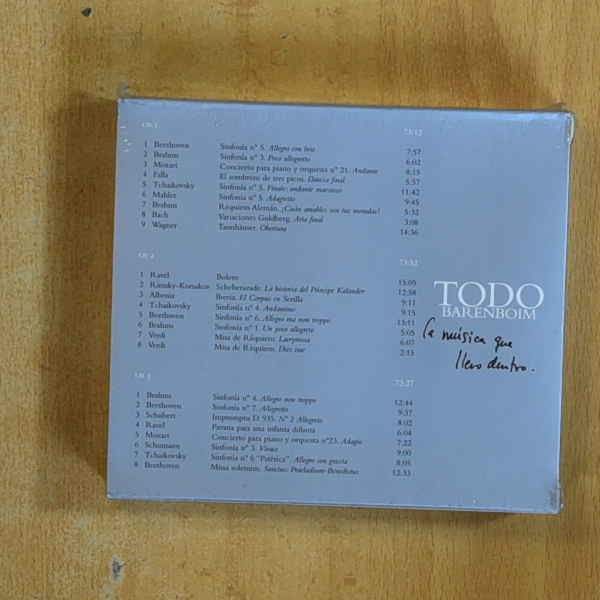 CD 1 73:12
1 Beethoven Sinfonía nº 5. Allegro con brio 7:57
2 Brahms Sinfonía nº 3. Poco allegretto 6:02
3 Mozart Concierto para piano y orquesta nº 21. Andante 8:15
4 Falla El sombrero de tres picos. Danza final 5:57
5 Tchaikovsky Sinfonía nº 5. Finale: andante maestoso 11:42
6 Mahler Sinfonía nº 5. Adagietto 9:45
7 Brahms Réquiem Alemán. ¡Cuán amables son tus moradas! 5:32
8 Bach Variaciones Goldberg. Aria final 3:08
9 Wagner Tannhäuser. Obertura 14:36
CD 2 73:52
1 Ravel Bolero 15:05
2 Rimsky-Korsakov Scheherazade. La historia del Príncipe Kalander 12:58
3 Albeniz Iberia. El Corpus en Sevilla 9:11
4 Tchaikovsky Sinfonía nº 4. Andantino 9:15
5 Beethoven Sinfonía nº 6. Allegro ma non troppo 13:11
6 Brahms Sinfonía nº 1. Un poco allegretto 5:05
7 Verdi Misa de Réquiem. Lacrymosa 6:07
8 Verdi Misa de Réquiem. Dies irae 2:15
CD 3 73:27
1 Brahms Sinfonía nº 4. Allegro non troppo 12:44
2 Beethoven Sinfonía nº 7. Allegretto 9:37
3 Schubert Impromptu D. 935. Nº 2 Allegreto 8:02
4 Ravel Pavana para una infanta difunta 6:04
5 Mozart Concierto para piano y orquesta nº23. Adagio 7:22
6 Schumann Sinfonía nº 3. Vivace 9:00
7 Tchaikovsky Sinfonía nº 6 "Patética". Allegro con grazia 8:05
8 Beethoven Missa solemnis. Sanctus: Praeludium-Benedictus 12:33
TODO
BARENBOIM
La música que
llevo dentro.